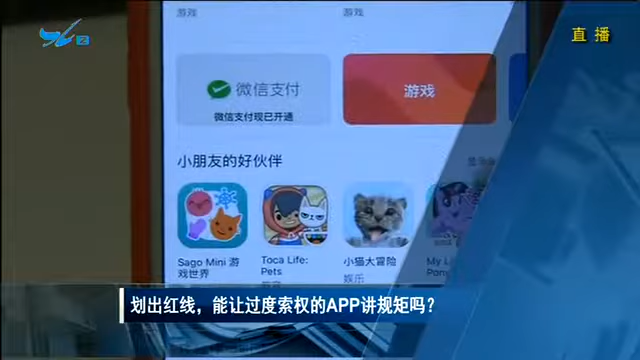 游戏
游戏
直播
2
微信支付
微信支付现已开通
游戏
小朋友的好伙伴
Sago Mini 游
戏世界
Toca Life:
Pets
小猫大冒险
娱乐
My L
Pon
划出红线，能让过度索权的APP讲规矩吗？